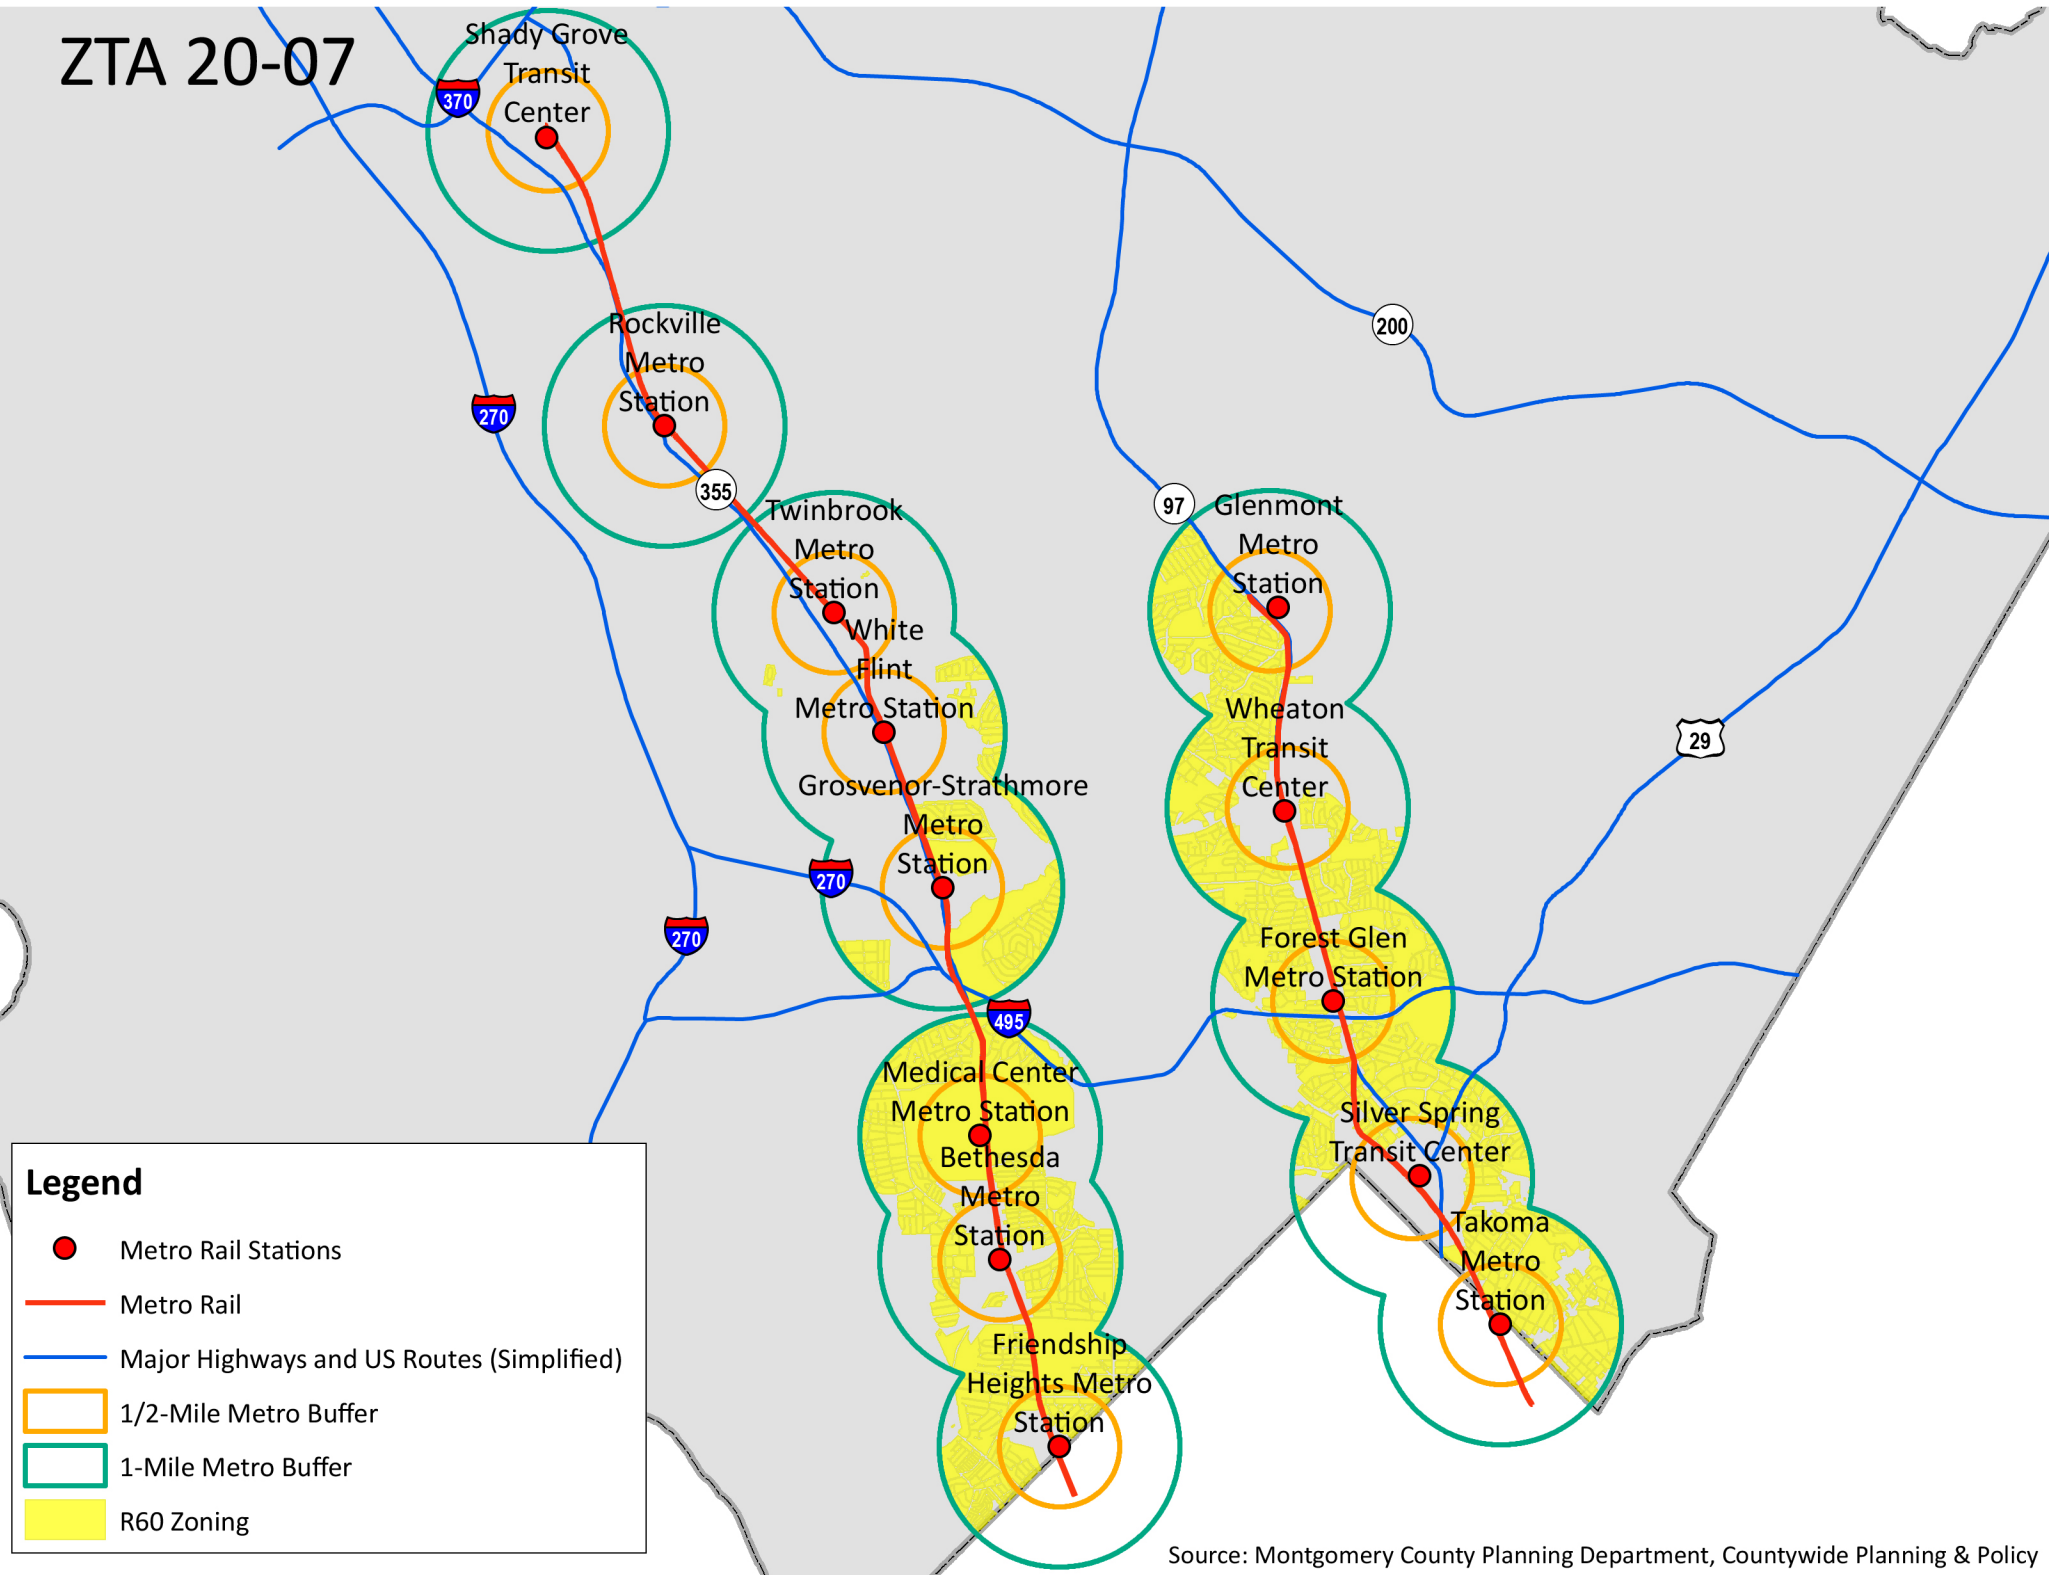 ZTA 20-07
Shady Grove
Transit
Center
370
Rockville
Metro
Station
200
270
355
97
Twinbrook
Metro
Station
Glenmont
Metro
Station
White
Flint
Metro Station
Wheaton
Transit
Center
29
Grosvenor-Strathmore
Metro
Station
270
270
Forest Glen
Metro Station
495
Medical Center
Metro Station
Silver Spring
Transit Center
Bethesda
Metro
Station
Takoma
Metro
Station
Friendship
Heights Metro
Station
Legend
Metro Rail Stations
Metro Rail
Major Highways and US Routes (Simplified)
1/2-Mile Metro Buffer
1-Mile Metro Buffer
R60 Zoning
Source: Montgomery County Planning Department, Countywide Planning & Policy